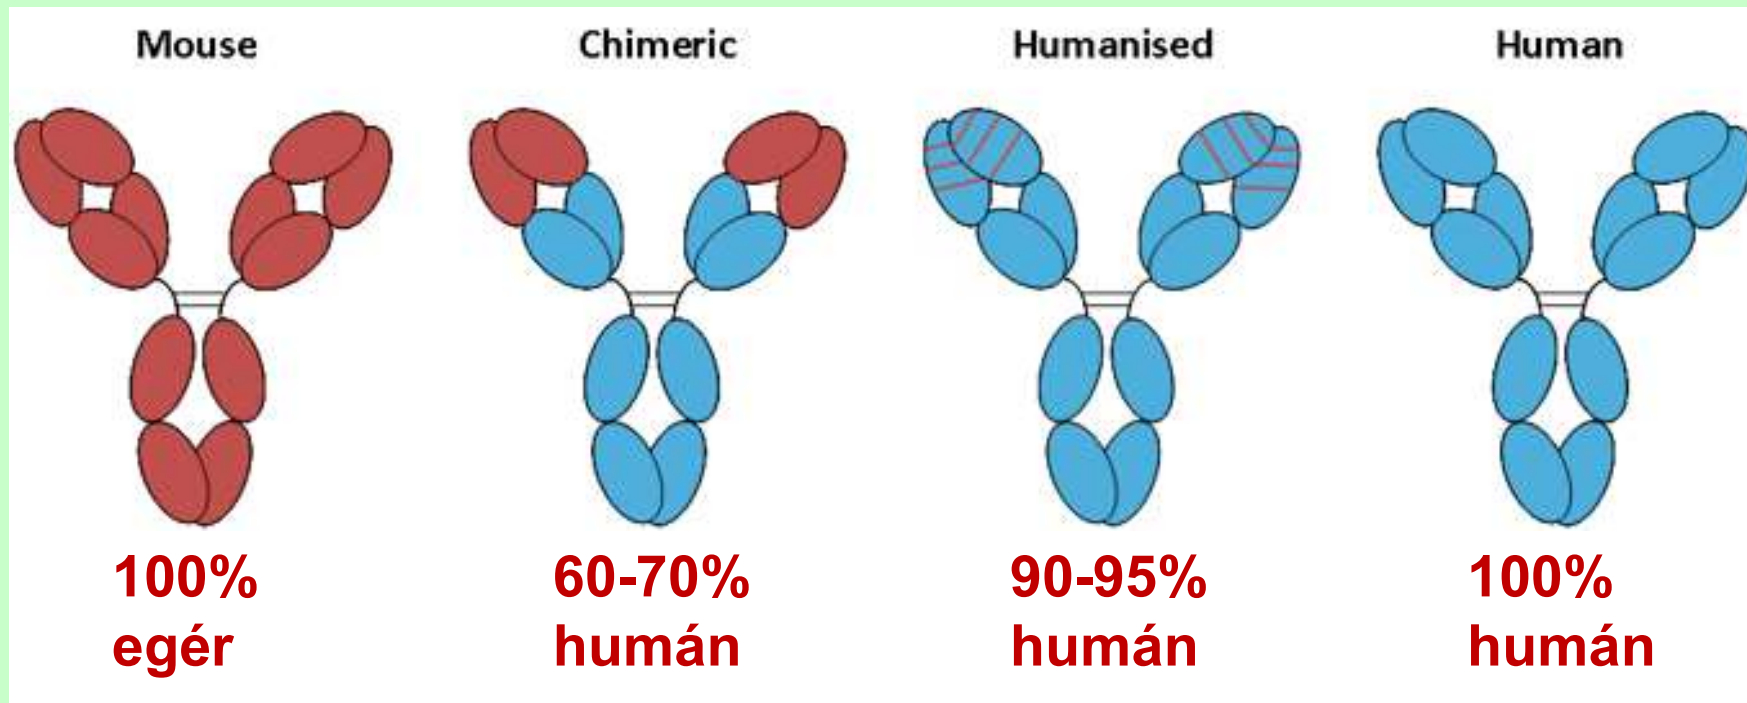 Mouse Chimeric Humanised Human
100% 60-70% 90-95% 100%
egér humán humán humán